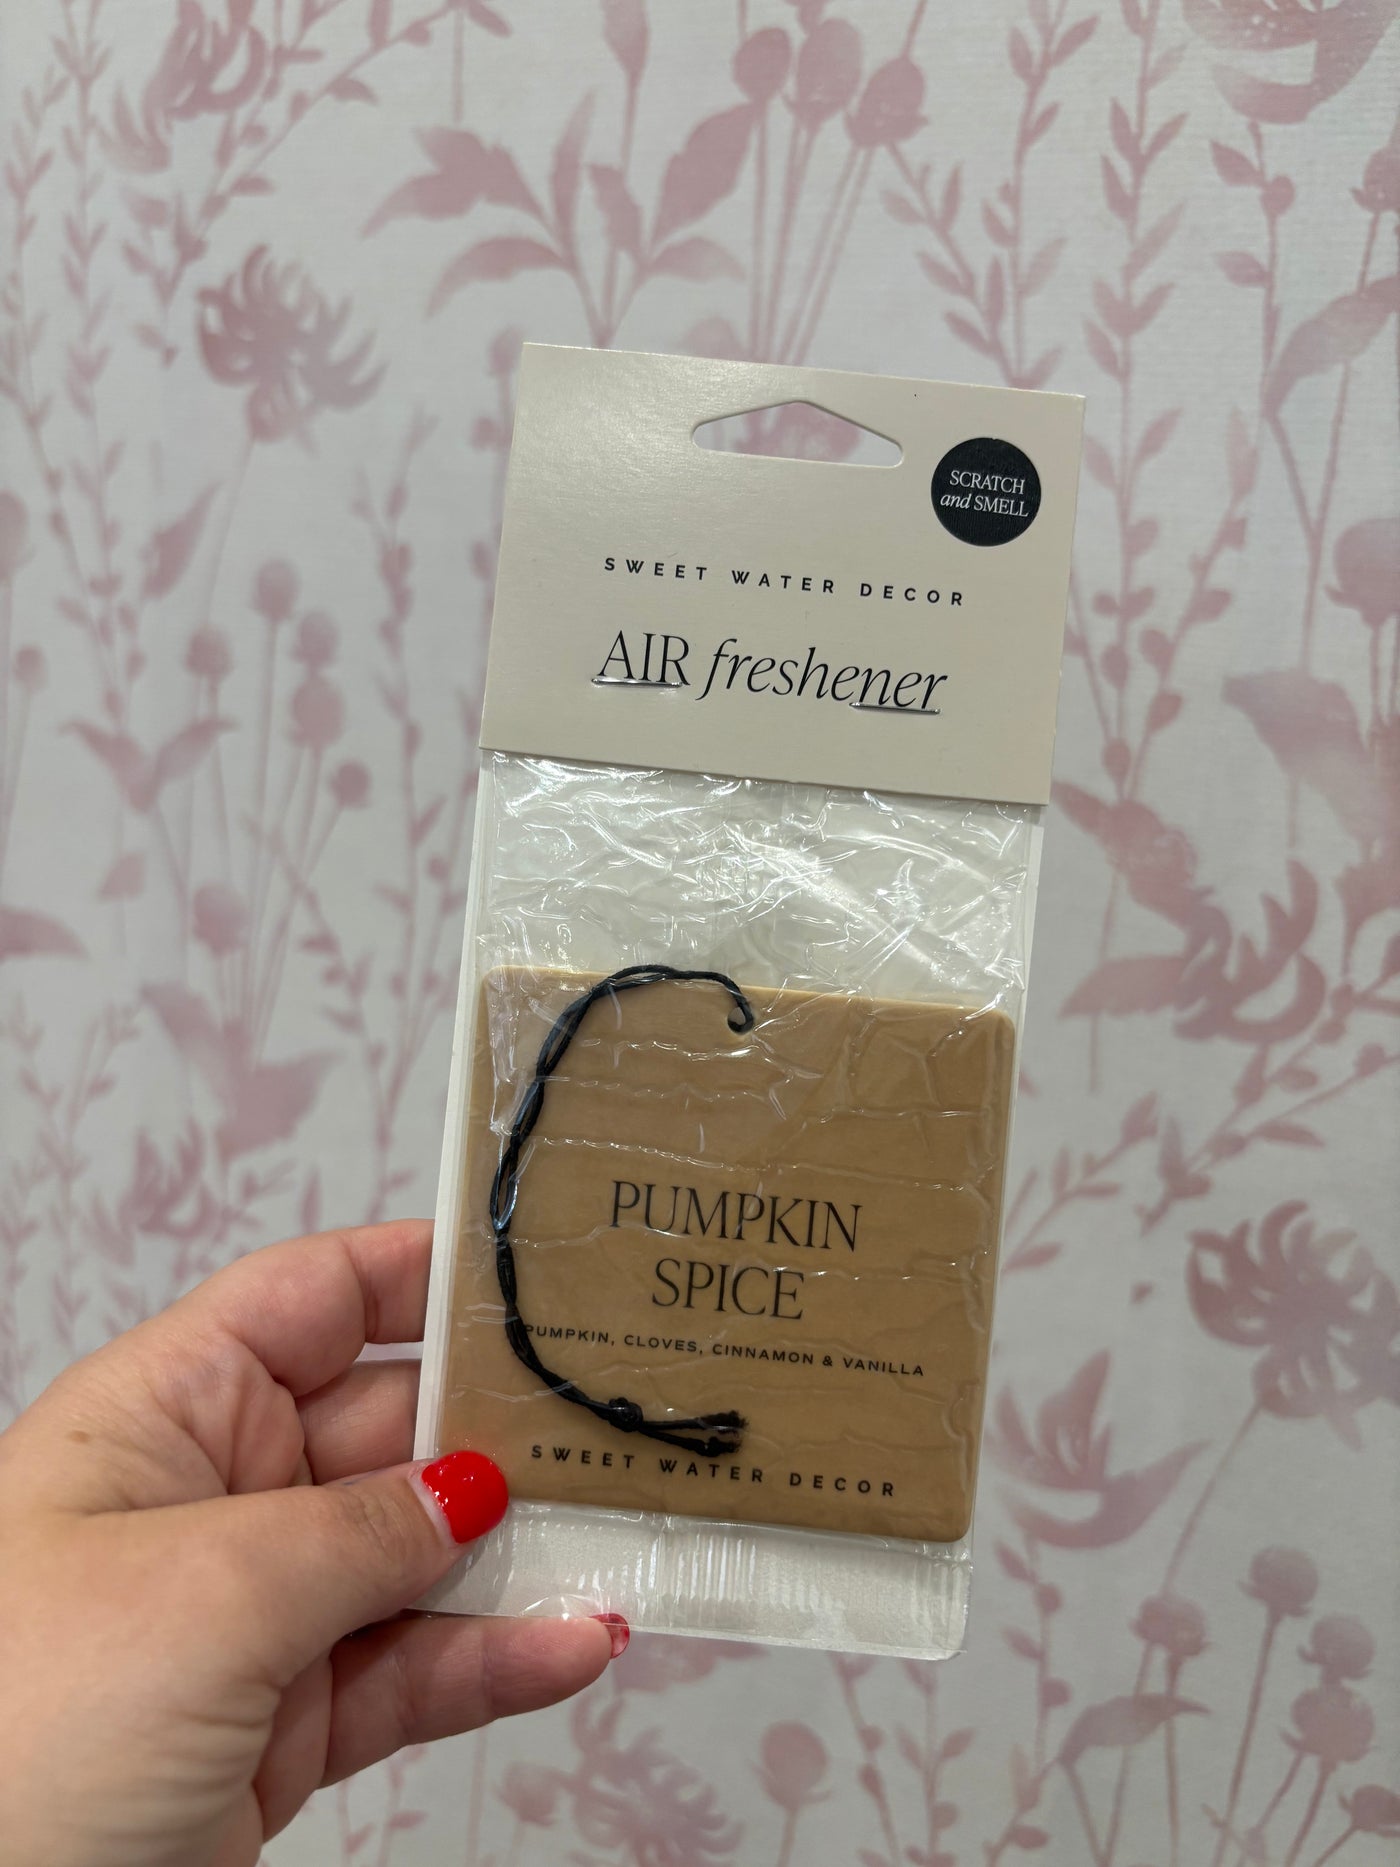 SCRATCH
and SMELL
SWEET WATER DECOR
AIR freshener
PUMPKIN
SPICE
PUMPKIN, CLOVES, CINNAMON & VANILLA
SWEET WATER DECOR